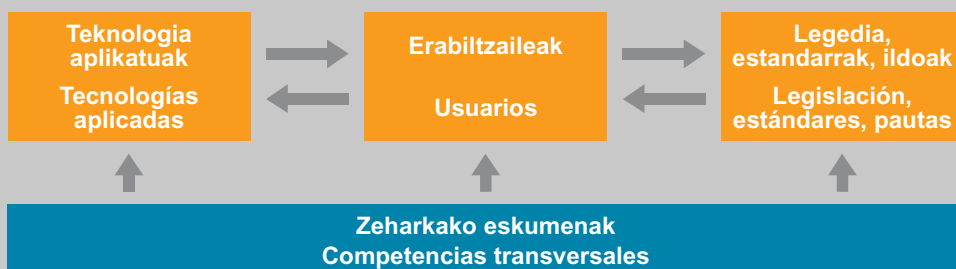 Teknologia
aplikatuak
Tecnologías
aplicadas
Erabiltzaileak
Usuarios
Legedia,
estandarrak, ildoak
Legislación,
estándares, pautas
Zeharkako eskumenak
Competencias transversales